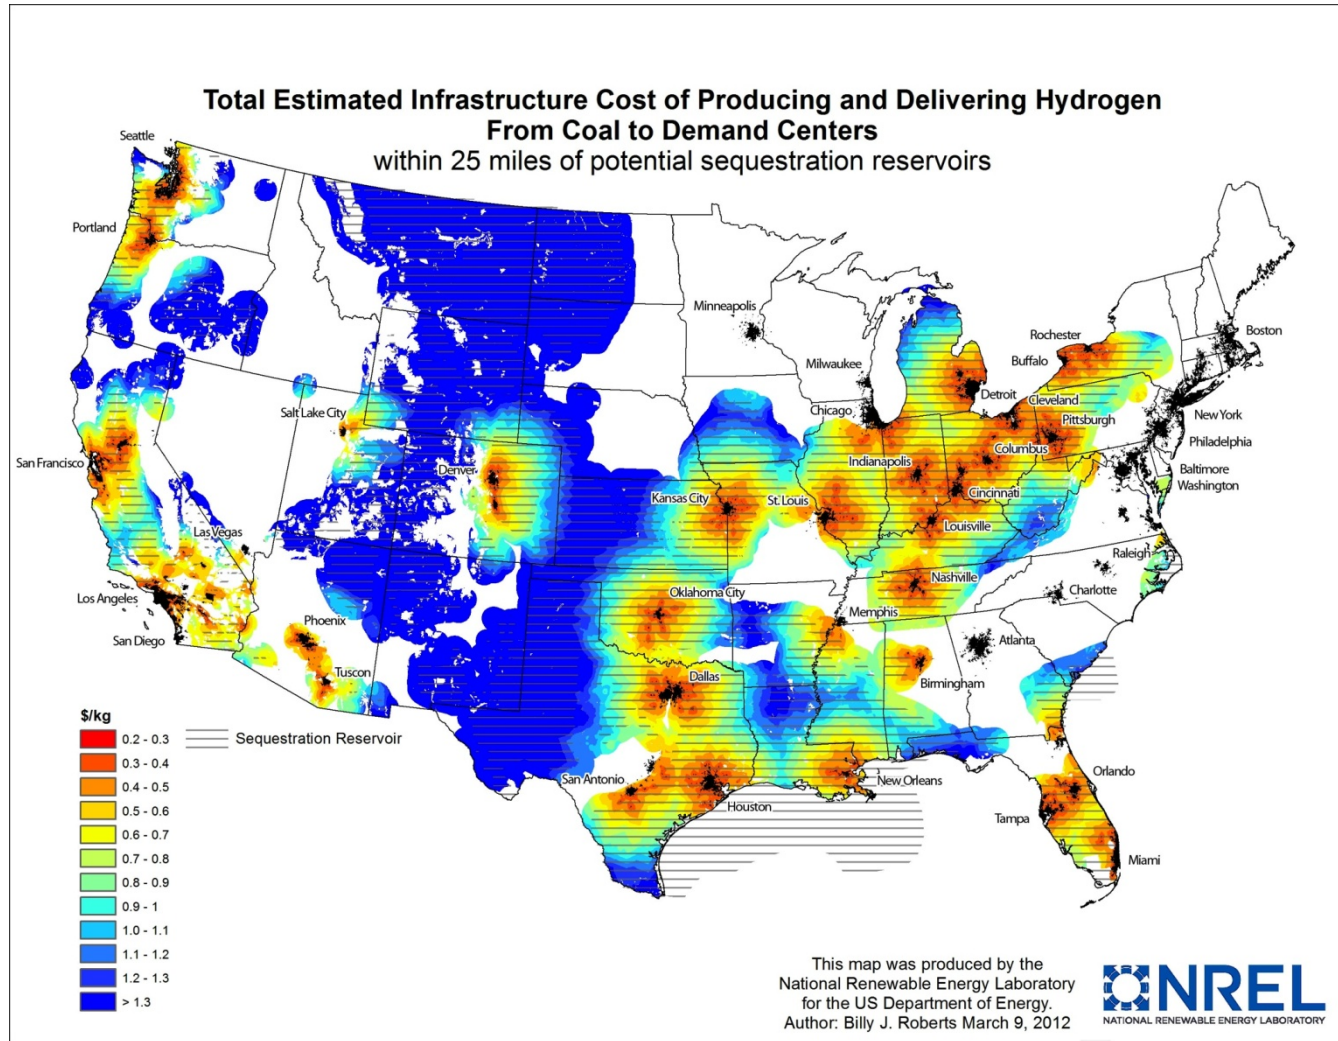 Total Estimated Infrastructure Cost of Producing and Delivering Hydrogen
From Coal to Demand Centers
within 25 miles of potential sequestration reservoirs
Seattle
Portland
Minneapolis
Milwaukee
Chicago
Rochester
Buffalo
Boston
Detroit
Cleveland
Pittsburgh
New York
Philadelphia
Baltimore
Washington
Columbus
Indianapolis
Cincinnati
Salt Lake City
San Francisco
Denver
Kansas City
St. Louis
Louisville
Las Vegas
Raleigh
Nashville
Oklahoma City
Memphis
Charlotte
Los Angeles
San Diego
Phoenix
Tuscon
Atlanta
Birmingham
Dallas
San Antonio
Houston
New Orleans
Orlando
Tampa
Miami
$/kg
0.2 - 0.3
0.3 - 0.4
0.4 - 0.5
0.5 - 0.6
0.6 - 0.7
0.7 - 0.8
0.8 - 0.9
0.9 - 1
1.0 - 1.1
1.1 - 1.2
1.2 - 1.3
> 1.3
Sequestration Reservoir
This map was produced by the
National Renewable Energy Laboratory
for the US Department of Energy.
Author: Billy J. Roberts March 9, 2012
NREL
NATIONAL RENEWABLE ENERGY LABORATORY